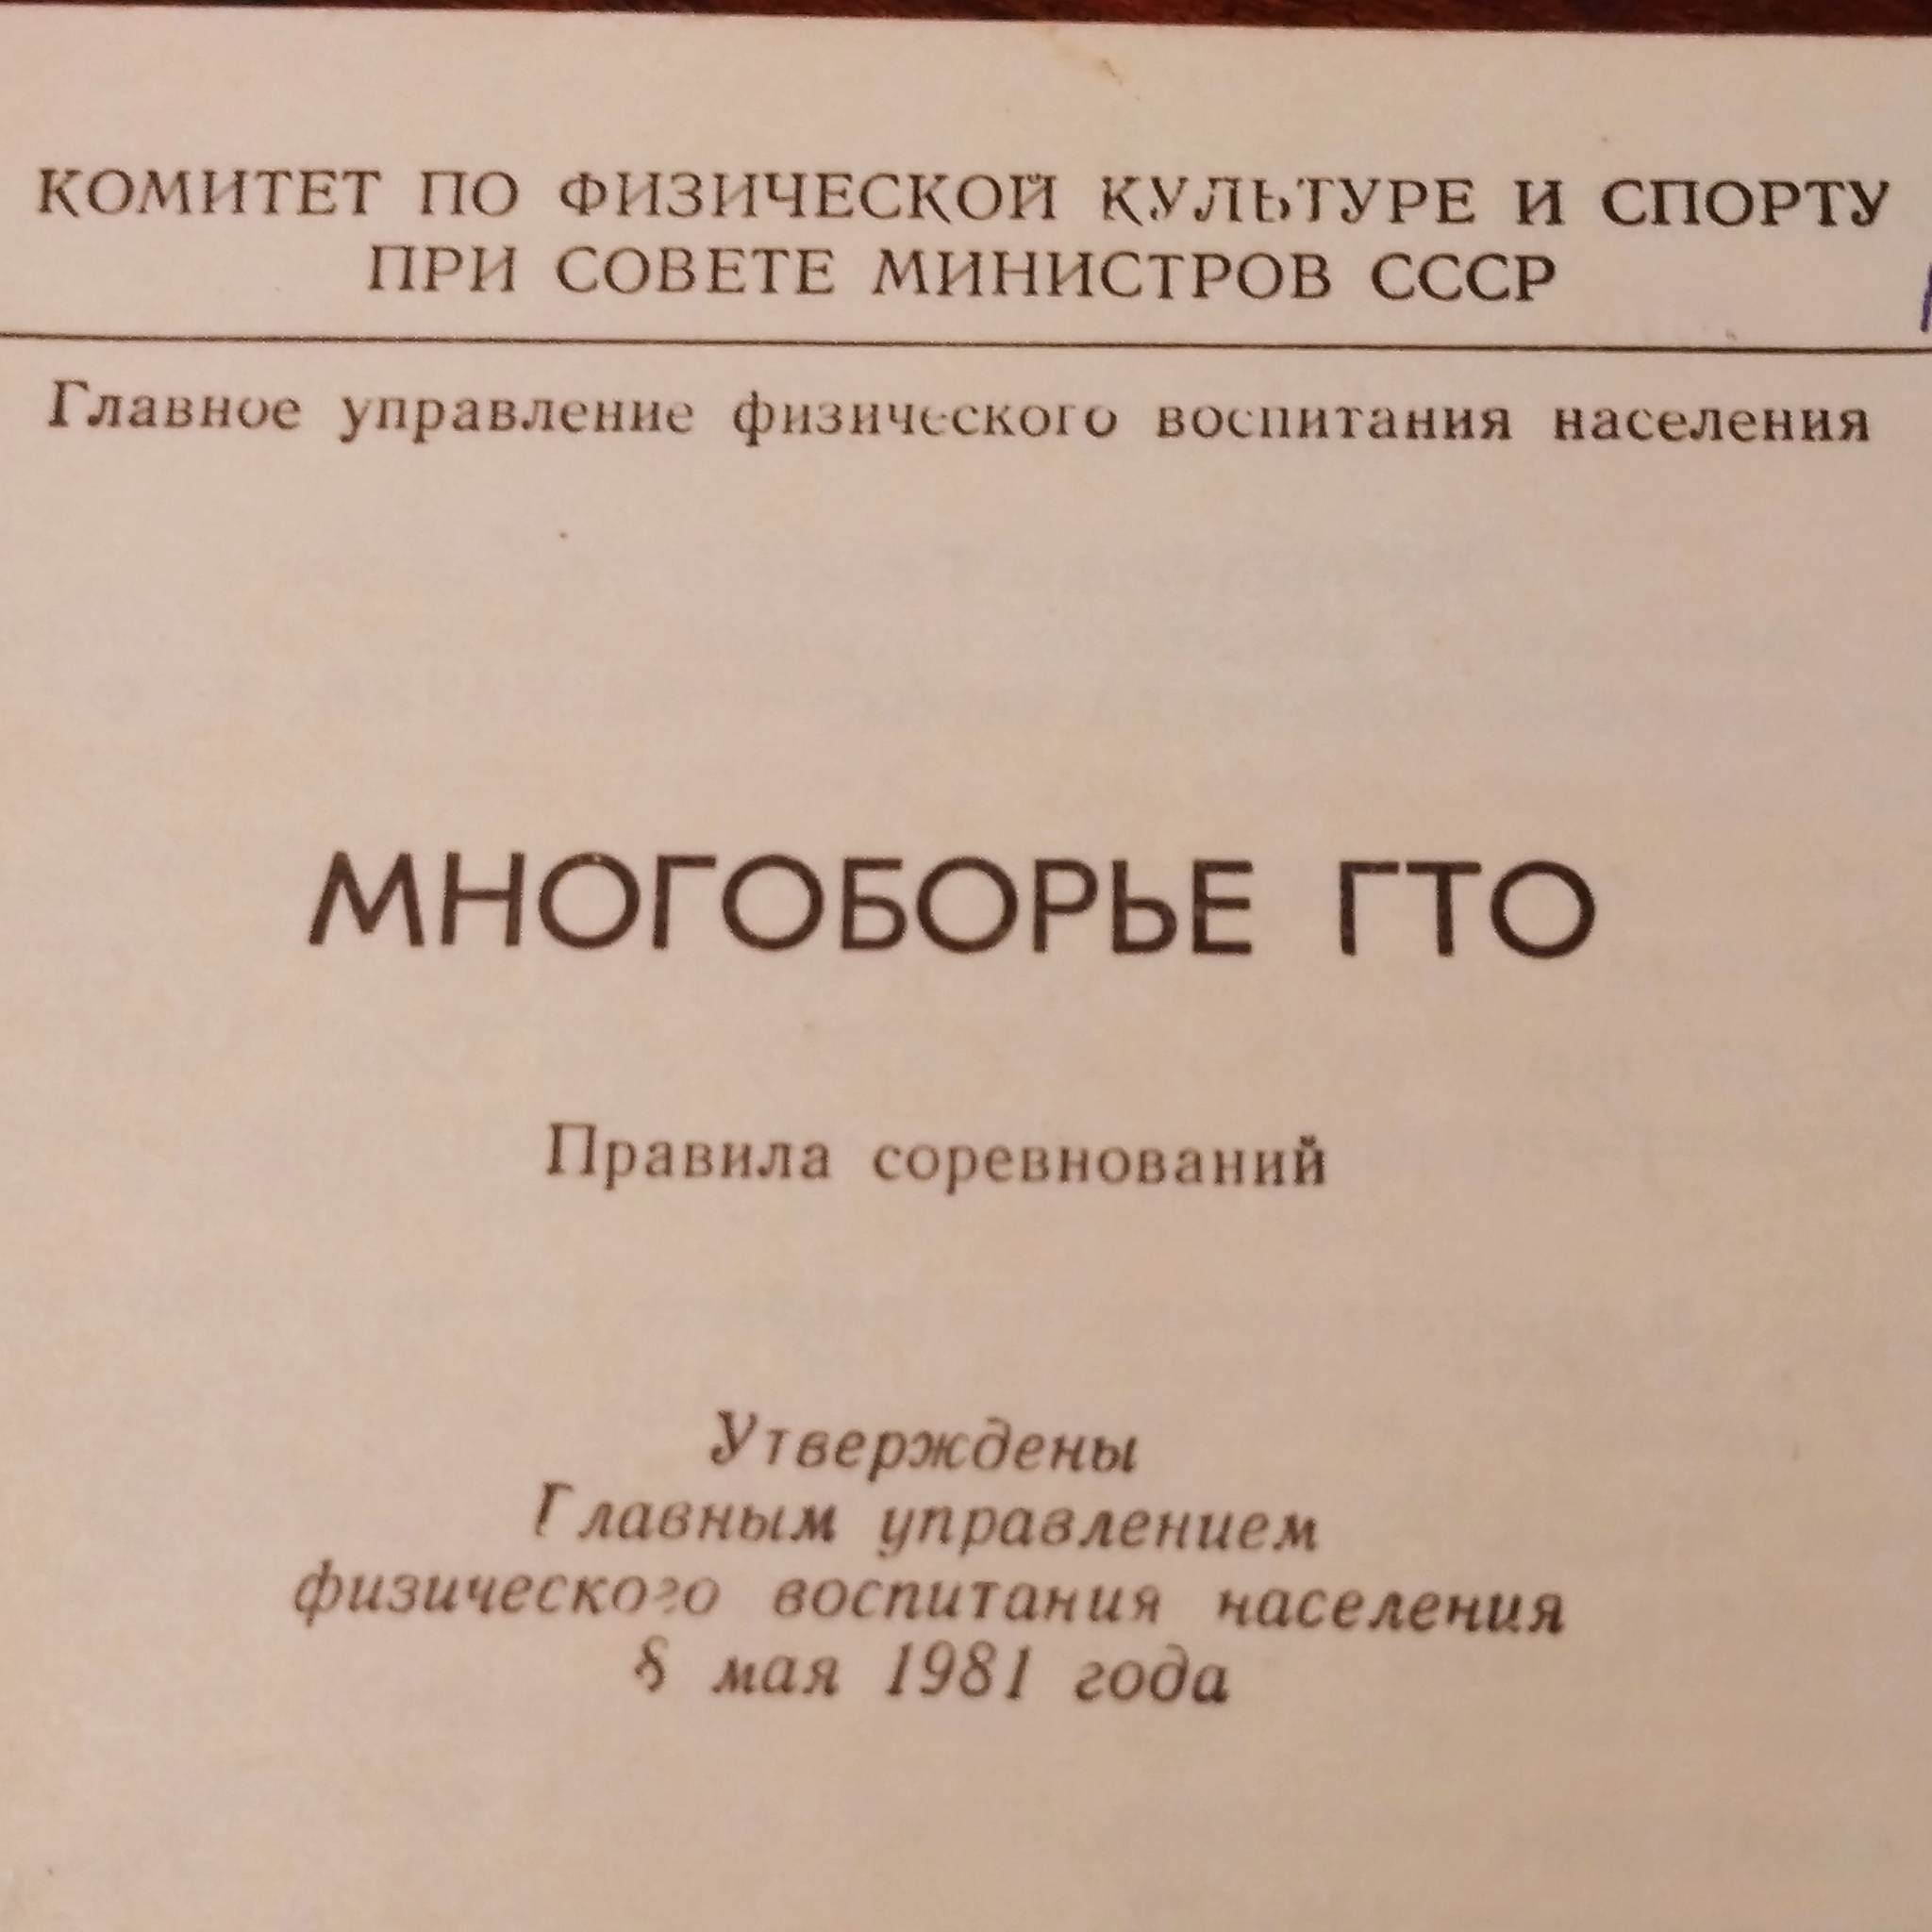 КОМИТЕТ ПО ФИЗИЧЕСКОЙ КУЛЬТУРЕ И СПОРТУ
ПРИ СОВЕТЕ МИНИСТРОВ СССР
Главное управление физического воспитания населения
МНОГОБОРЬЕ ГТО
Правила соревнований
Утверждены
Главным управлением
физического воспитания населения
мая 1981 года